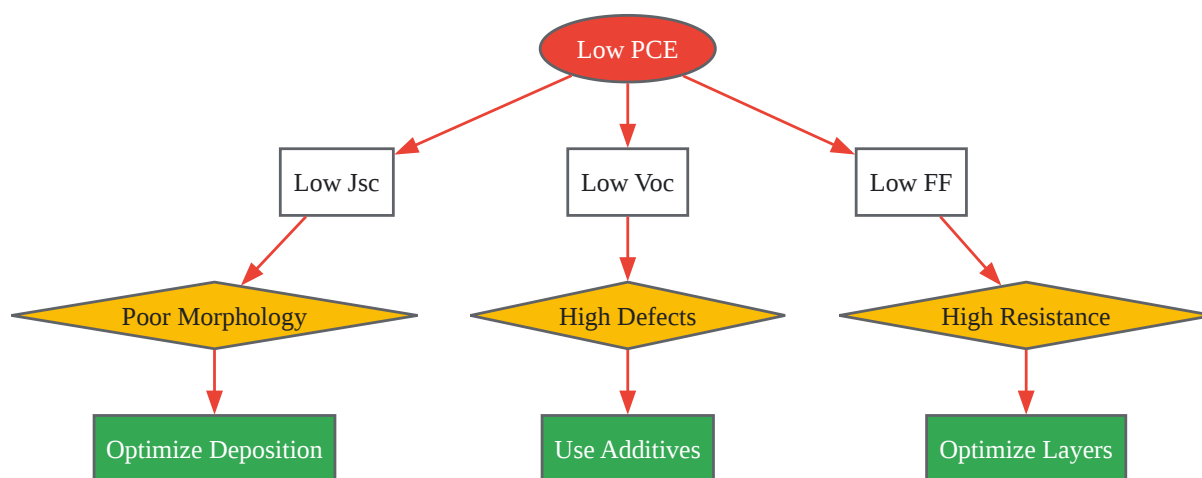 Low PCE
Low Jsc
Low Voc
Low FF
Poor Morphology
High Defects
High Resistance
Optimize Deposition
Use Additives
Optimize Layers